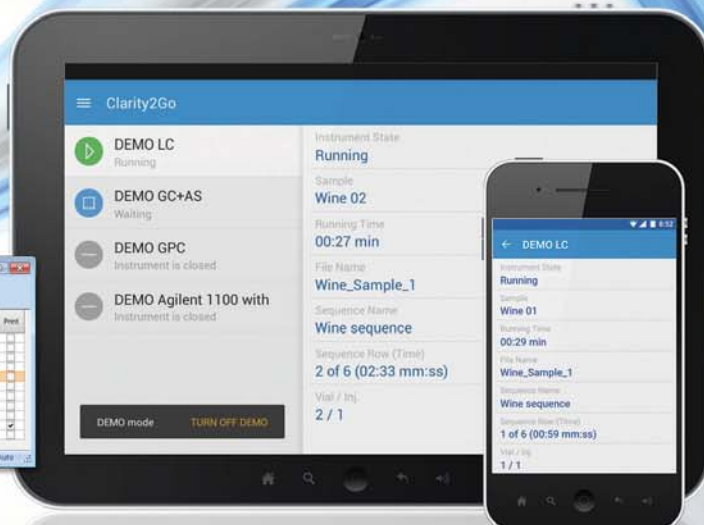 Clarity2Go
DEMO LC
Running
DEMO GC+AS
Waiting
DEMO GPC
Instrument is closed
DEMO Agilent 1100 with
Instrument is closed
DEMO mode
TURN OFF DEMO
Instrument State
Running
Sample
Wine 02
Running Time
00:27 min
File Name
Wine_Sample_1
Sequence Name
Wine sequence
Sequence Row (Time)
2 of 6 (02:33 mm:ss)
Vial / Inj.
2 / 1
8:52
DEMO LC
Instrument State
Running
Sample
Wine 01
Running Time
00:29 min
File Name
Wine_Sample_1
Sequence Name
Wine sequence
Sequence Row (Time)
1 of 6 (00:59 mm:ss)
Vial / Inj.
1 / 1
Print